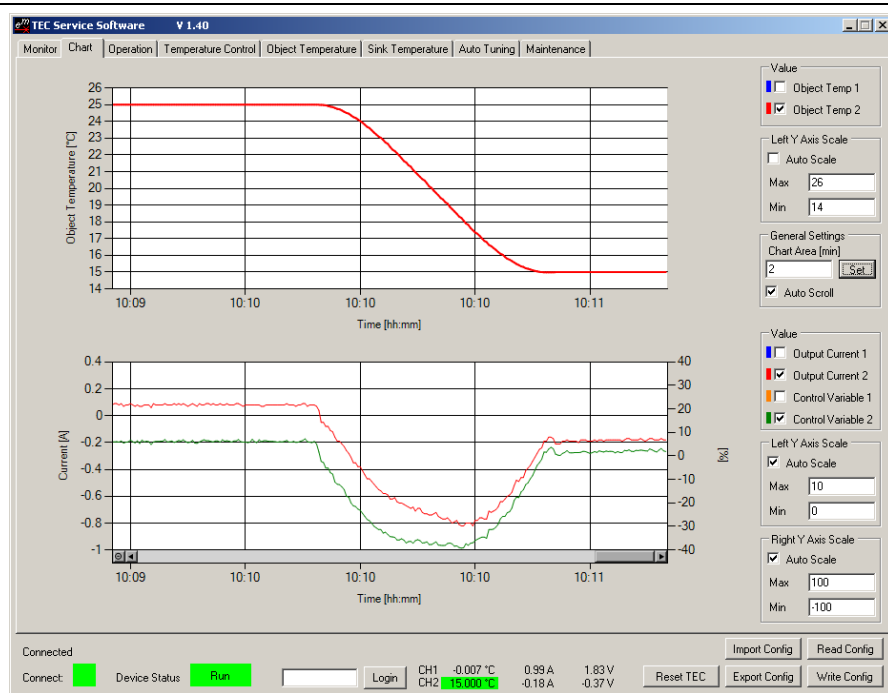 TEC Service Software V 1.40
Monitor Chart Operation Temperature Control Object Temperature Sink Temperature Auto Tuning Maintenance
Object Temperature [°C]
26
25
24
23
22
21
20
19
18
17
16
15
14
10:09 10:10 10:10 10:10 10:11
Time [hh:mm]
Value
Object Temp 1
Object Temp 2
Left Y Axis Scale
Auto Scale
Max 26
Min 14
General Settings
Chart Area [min]
2 Set
Auto Scroll
Current [A]
0.4
0.2
0
-0.2
-0.4
-0.6
-0.8
-1
40
30
20
10
0
-10
-20
-30
-40
[%]
10:09 10:10 10:10 10:10 10:11
Time [hh:mm]
Value
Output Current 1
Output Current 2
Control Variable 1
Control Variable 2
Left Y Axis Scale
Auto Scale
Max 10
Min 0
Right Y Axis Scale
Auto Scale
Max 100
Min -100
Connected
Connect: Device Status Run Login
CH1 -0.007 °C 0.99 A 1.83 V
CH2 15.000 °C -0.18 A -0.37 V
Reset TEC
Import Config Read Config
Export Config Write Config